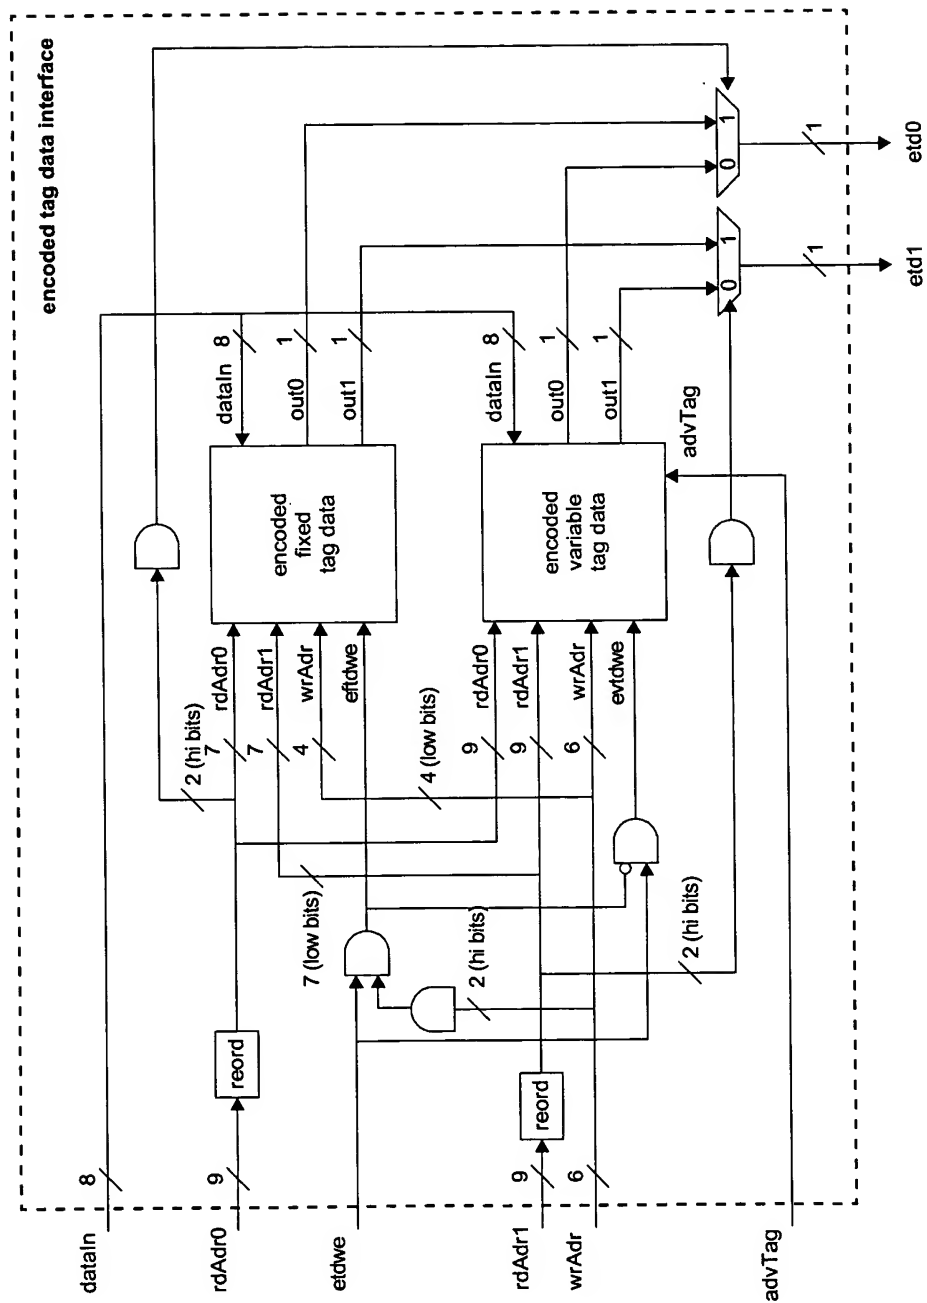 encoded tag data interface
dataIn
8
rdAdr0
9
etdwe
rdAdr1
9
wrAdr
6
advTag
reord
reord
2 (hi bits)
7 (low bits)
2 (hi bits)
2 (hi bits)
4 (low bits)
7
rdAdr0
7
rdAdr1
4
wrAdr
eftdwe
encoded
fixed
tag data
dataIn
8
out0
1
out1
1
9
rdAdr0
9
rdAdr1
6
wrAdr
evtdwe
encoded
variable
tag data
dataIn
8
out0
1
out1
1
advTag
0 1
0 1
1
etd0
1
etd1